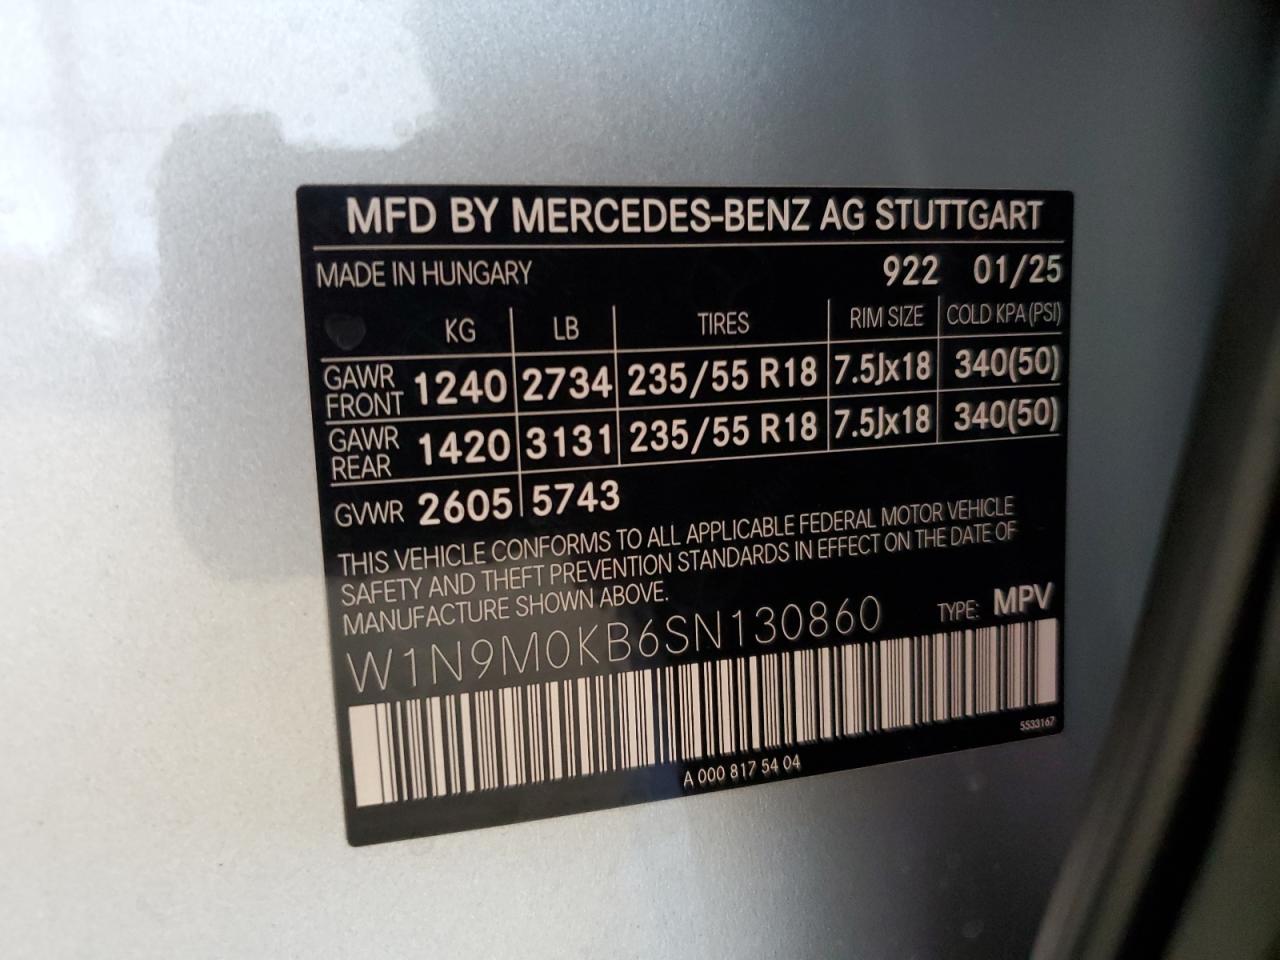 MFD BY MERCEDES-BENZ AG STUTTGART
MADE IN HUNGARY 922 01/25
KG LB TIRES RIM SIZE COLD KPA (PSI)
GAWR FRONT 1240 2734 235/55 R18 7.5Jx18 340(50)
GAWR REAR 1420 3131 235/55 R18 7.5Jx18 340(50)
GVWR 2605 5743
THIS VEHICLE CONFORMS TO ALL APPLICABLE FEDERAL MOTOR VEHICLE
SAFETY AND THEFT PREVENTION STANDARDS IN EFFECT ON THE DATE OF
MANUFACTURE SHOWN ABOVE.
W1N9M0KB6SN130860 TYPE: MPV
5533167
A 000 817 54 04